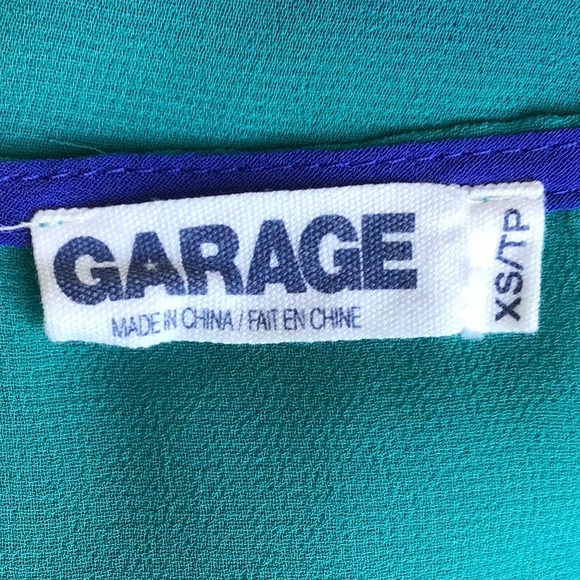 GARAGE
MADE IN CHINA / FAIT EN CHINE
XS/TP